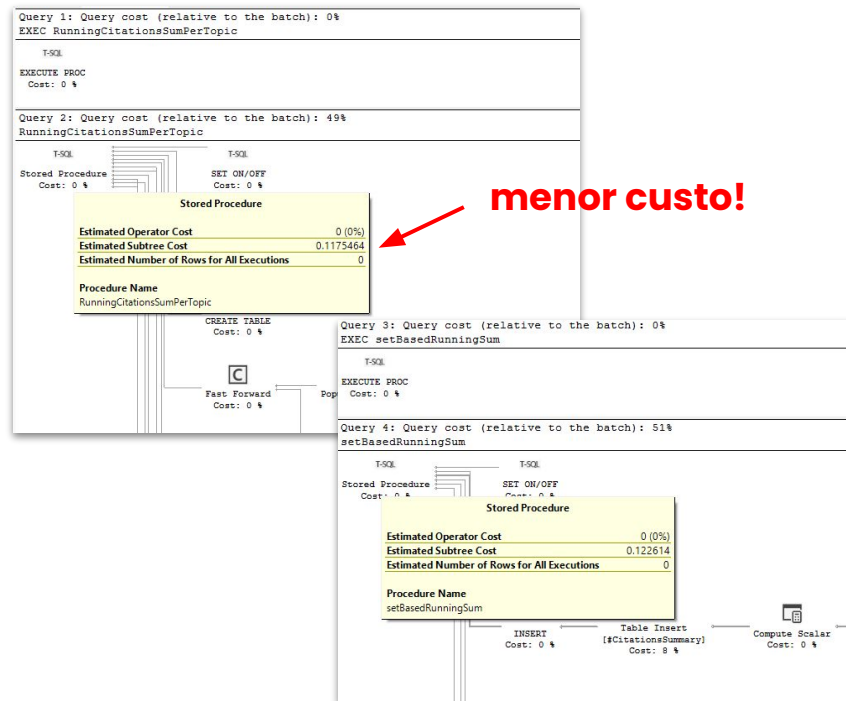 Query 1: Query cost (relative to the batch): 0%
EXEC RunningCitationsSumPerTopic
T-SQL
EXECUTE PROC
Cost: 0 %
Query 2: Query cost (relative to the batch): 49%
RunningCitationsSumPerTopic
T-SQL T-SQL
Stored Procedure SET ON/OFF
Cost: 0 % Cost: 0 %
Stored Procedure
Estimated Operator Cost 0 (0%)
Estimated Subtree Cost 0.1175464
Estimated Number of Rows for All Executions 0
Procedure Name
RunningCitationsSumPerTopic
CREATE TABLE
Cost: 0 %
C
Fast Forward
Cost: 0 %
menor custo!
Query 3: Query cost (relative to the batch): 0%
EXEC setBasedRunningSum
T-SQL
EXECUTE PROC
Cost: 0 %
Query 4: Query cost (relative to the batch): 51%
setBasedRunningSum
T-SQL T-SQL
Stored Procedure SET ON/OFF
Cost: 0 % Cost: 0 %
Stored Procedure
Estimated Operator Cost 0 (0%)
Estimated Subtree Cost 0.122614
Estimated Number of Rows for All Executions 0
Procedure Name
setBasedRunningSum
INSERT
Cost: 0 %
Table Insert
[#CitationsSummary]
Cost: 8 %
Compute Scalar
Cost: 0 %